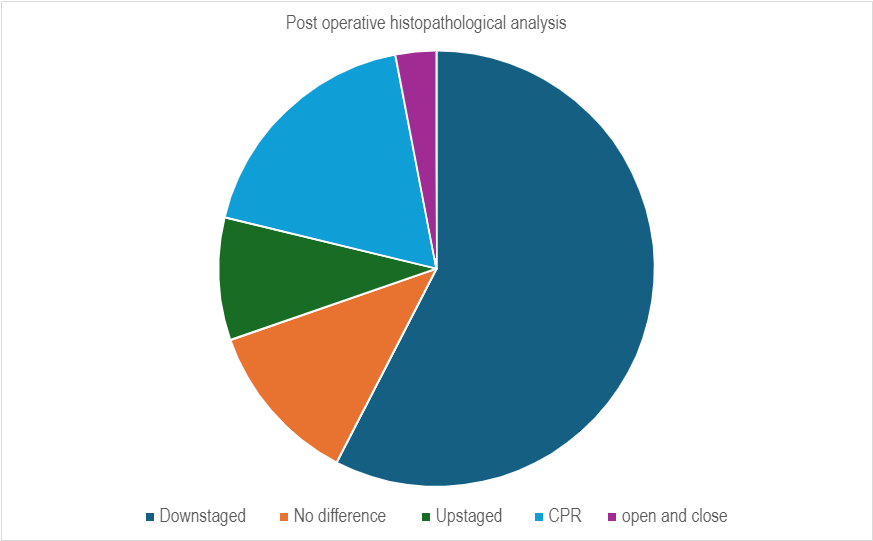 Post operative histopathological analysis
Downstaged No difference Upstaged CPR open and close